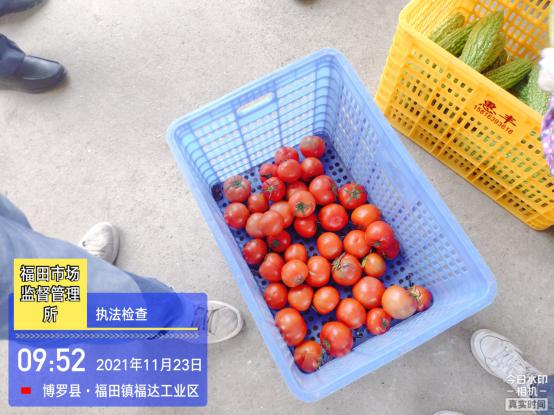 惠丰
福田市场
监督管理
所
执法检查
09:52
2021年11月23日
博罗县·福田镇福达工业区
今日水印
相机
真实时间